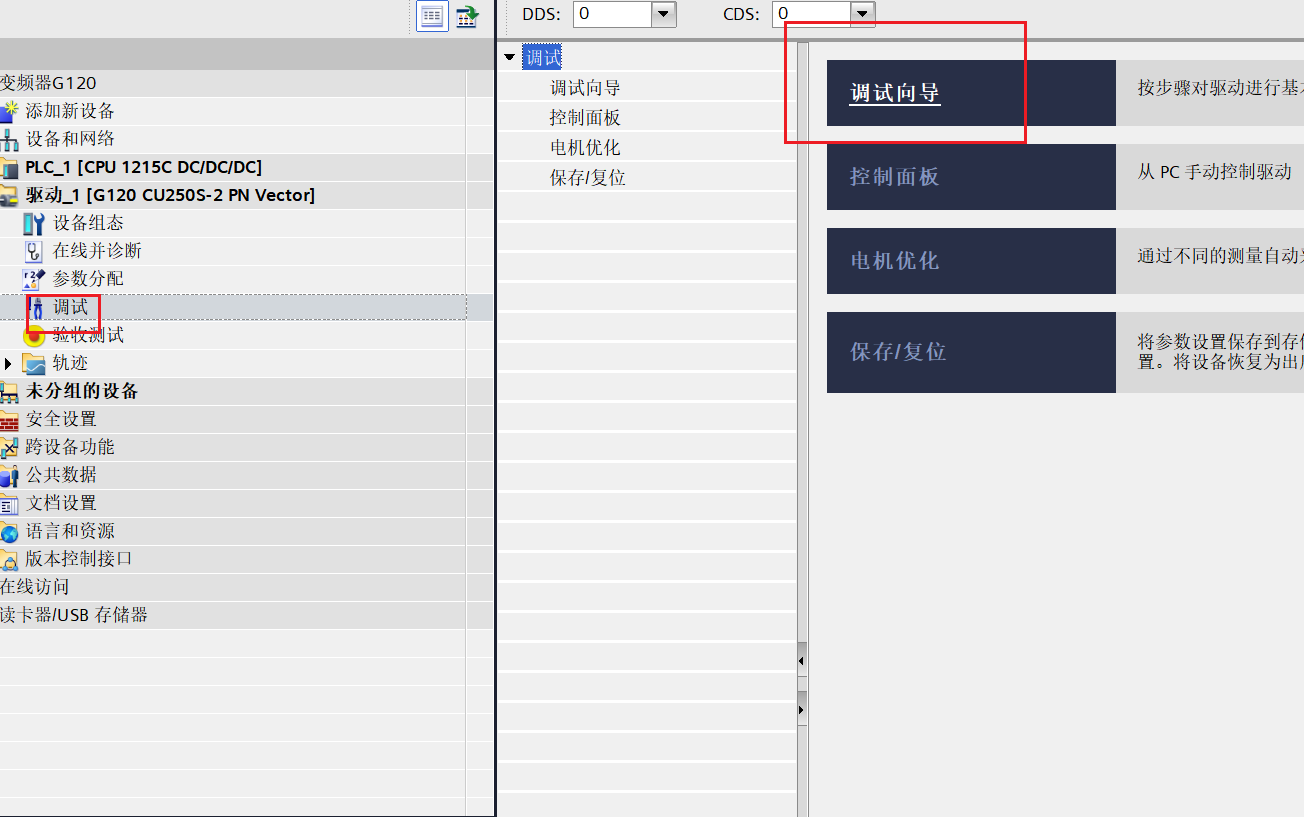 DDS: 0 CDS: 0
变频器G120
添加新设备
设备和网络
PLC_1 [CPU 1215C DC/DC/DC]
驱动_1 [G120 CU250S-2 PN Vector]
设备组态
在线并诊断
参数分配
调试
验收测试
轨迹
未分组的设备
安全设置
跨设备功能
公共数据
文档设置
语言和资源
版本控制接口
在线访问
读卡器/USB 存储器
调试
调试向导
控制面板
电机优化
保存/复位
调试向导
按步骤对驱动进行基
控制面板
从 PC 手动控制驱动
电机优化
通过不同的测量自动
保存/复位
将参数设置保存到存
置。将设备恢复为出